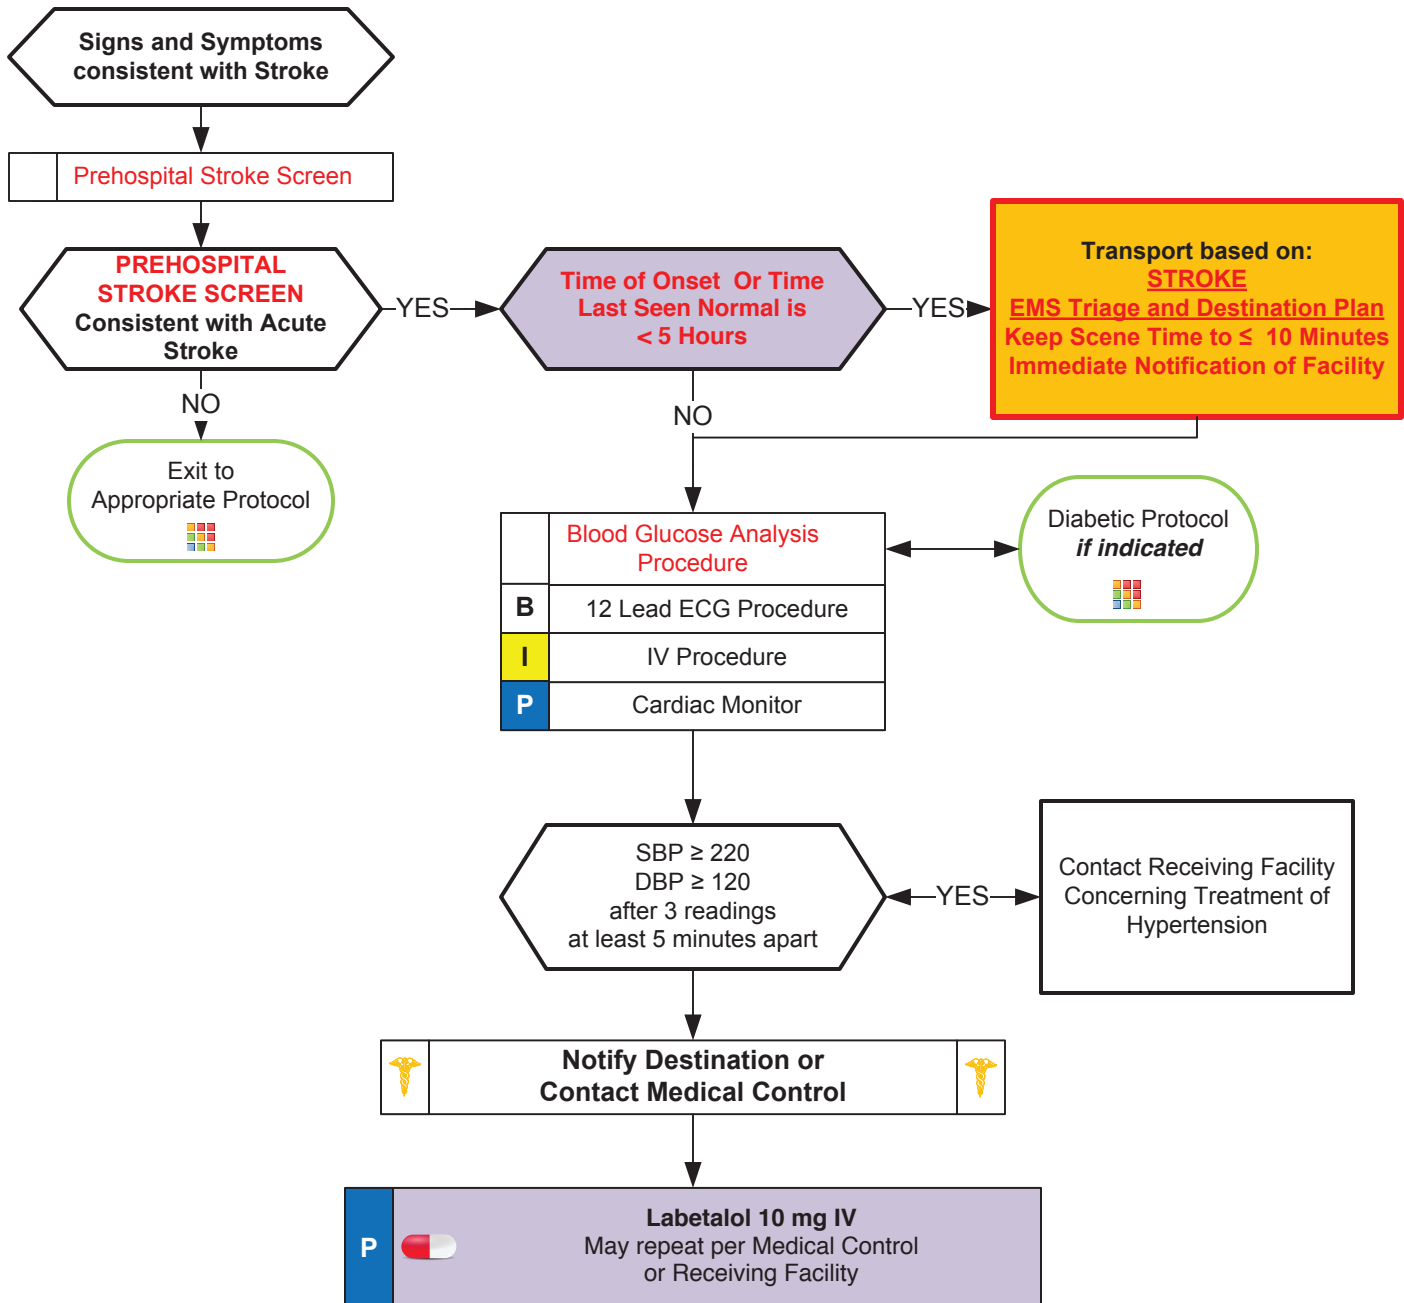 Signs and Symptoms
consistent with Stroke
Prehospital Stroke Screen
PREHOSPITAL
STROKE SCREEN
Consistent with Acute
Stroke
YES
Time of Onset Or Time
Last Seen Normal is
< 5 Hours
YES
Transport based on:
STROKE
EMS Triage and Destination Plan
Keep Scene Time to ≤ 10 Minutes
Immediate Notification of Facility
NO
NO
Exit to
Appropriate Protocol
Blood Glucose Analysis
Procedure
Diabetic Protocol
if indicated
B 12 Lead ECG Procedure
I IV Procedure
P Cardiac Monitor
SBP ≥ 220
DBP ≥ 120
after 3 readings
at least 5 minutes apart
YES
Contact Receiving Facility
Concerning Treatment of
Hypertension
Notify Destination or
Contact Medical Control
P
Labetalol 10 mg IV
May repeat per Medical Control
or Receiving Facility